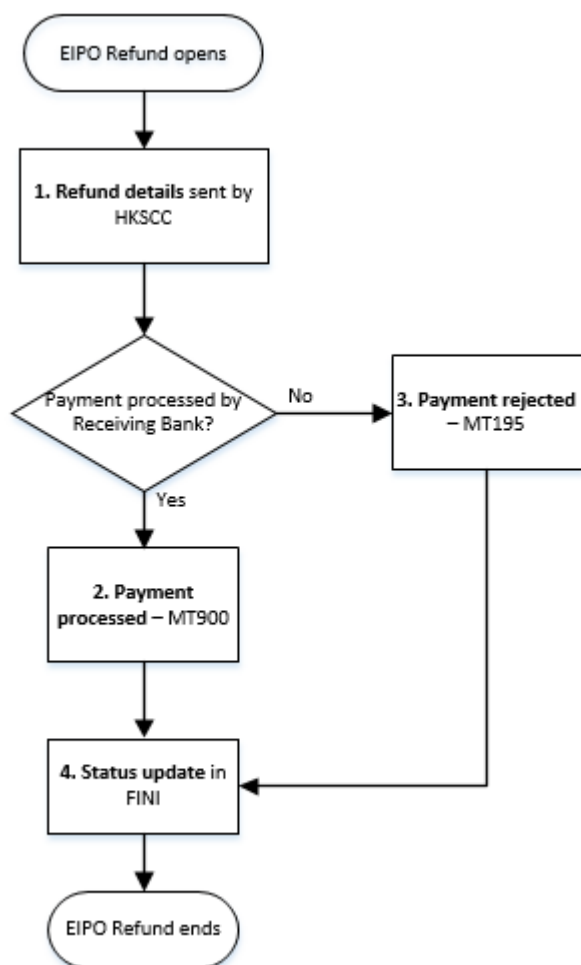 EIPO Refund opens
1. Refund details sent by
HKSCC
Payment processed by
Receiving Bank?
No
3. Payment rejected
– MT195
Yes
2. Payment
processed – MT900
4. Status update in
FINI
EIPO Refund ends